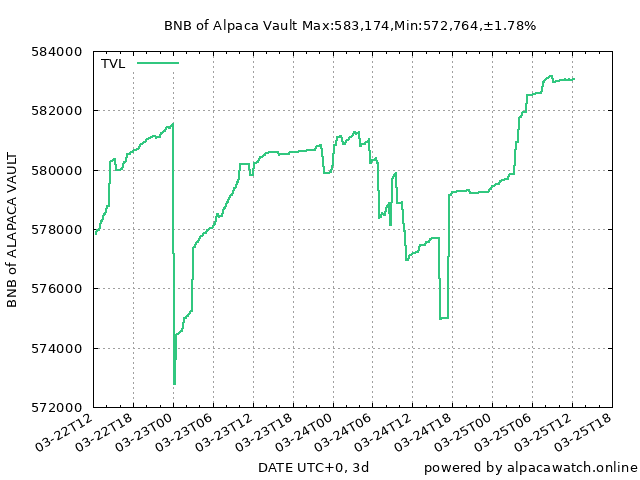 BNB of Alpaca Vault Max:583,174,Min:572,764,±1.78%
584000
582000
580000
578000
576000
574000
572000
BNB of ALAPACA VAULT
TVL
03-22T12
03-22T18
03-23T00
03-23T06
03-23T12
03-23T18
03-24T00
03-24T06
03-24T12
03-24T18
03-25T00
03-25T06
03-25T12
03-25T18
DATE UTC+0, 3d
powered by alpacawatch.online